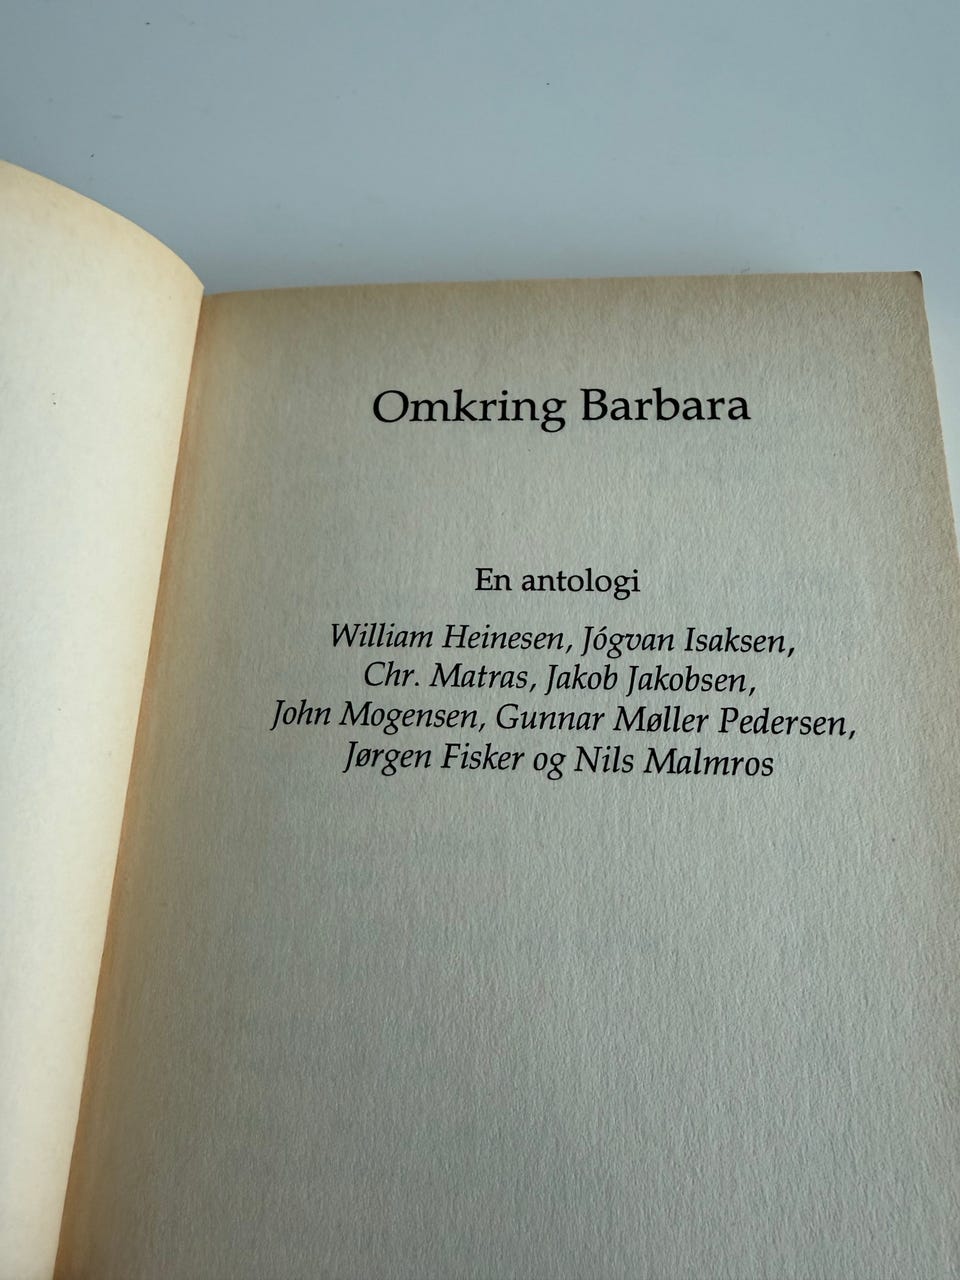 Omkring Barbara
En antologi
William Heinesen, Jógvan Isaksen,
Chr. Matras, Jakob Jakobsen,
John Mogensen, Gunnar Møller Pedersen,
Jørgen Fisker og Nils Malmros